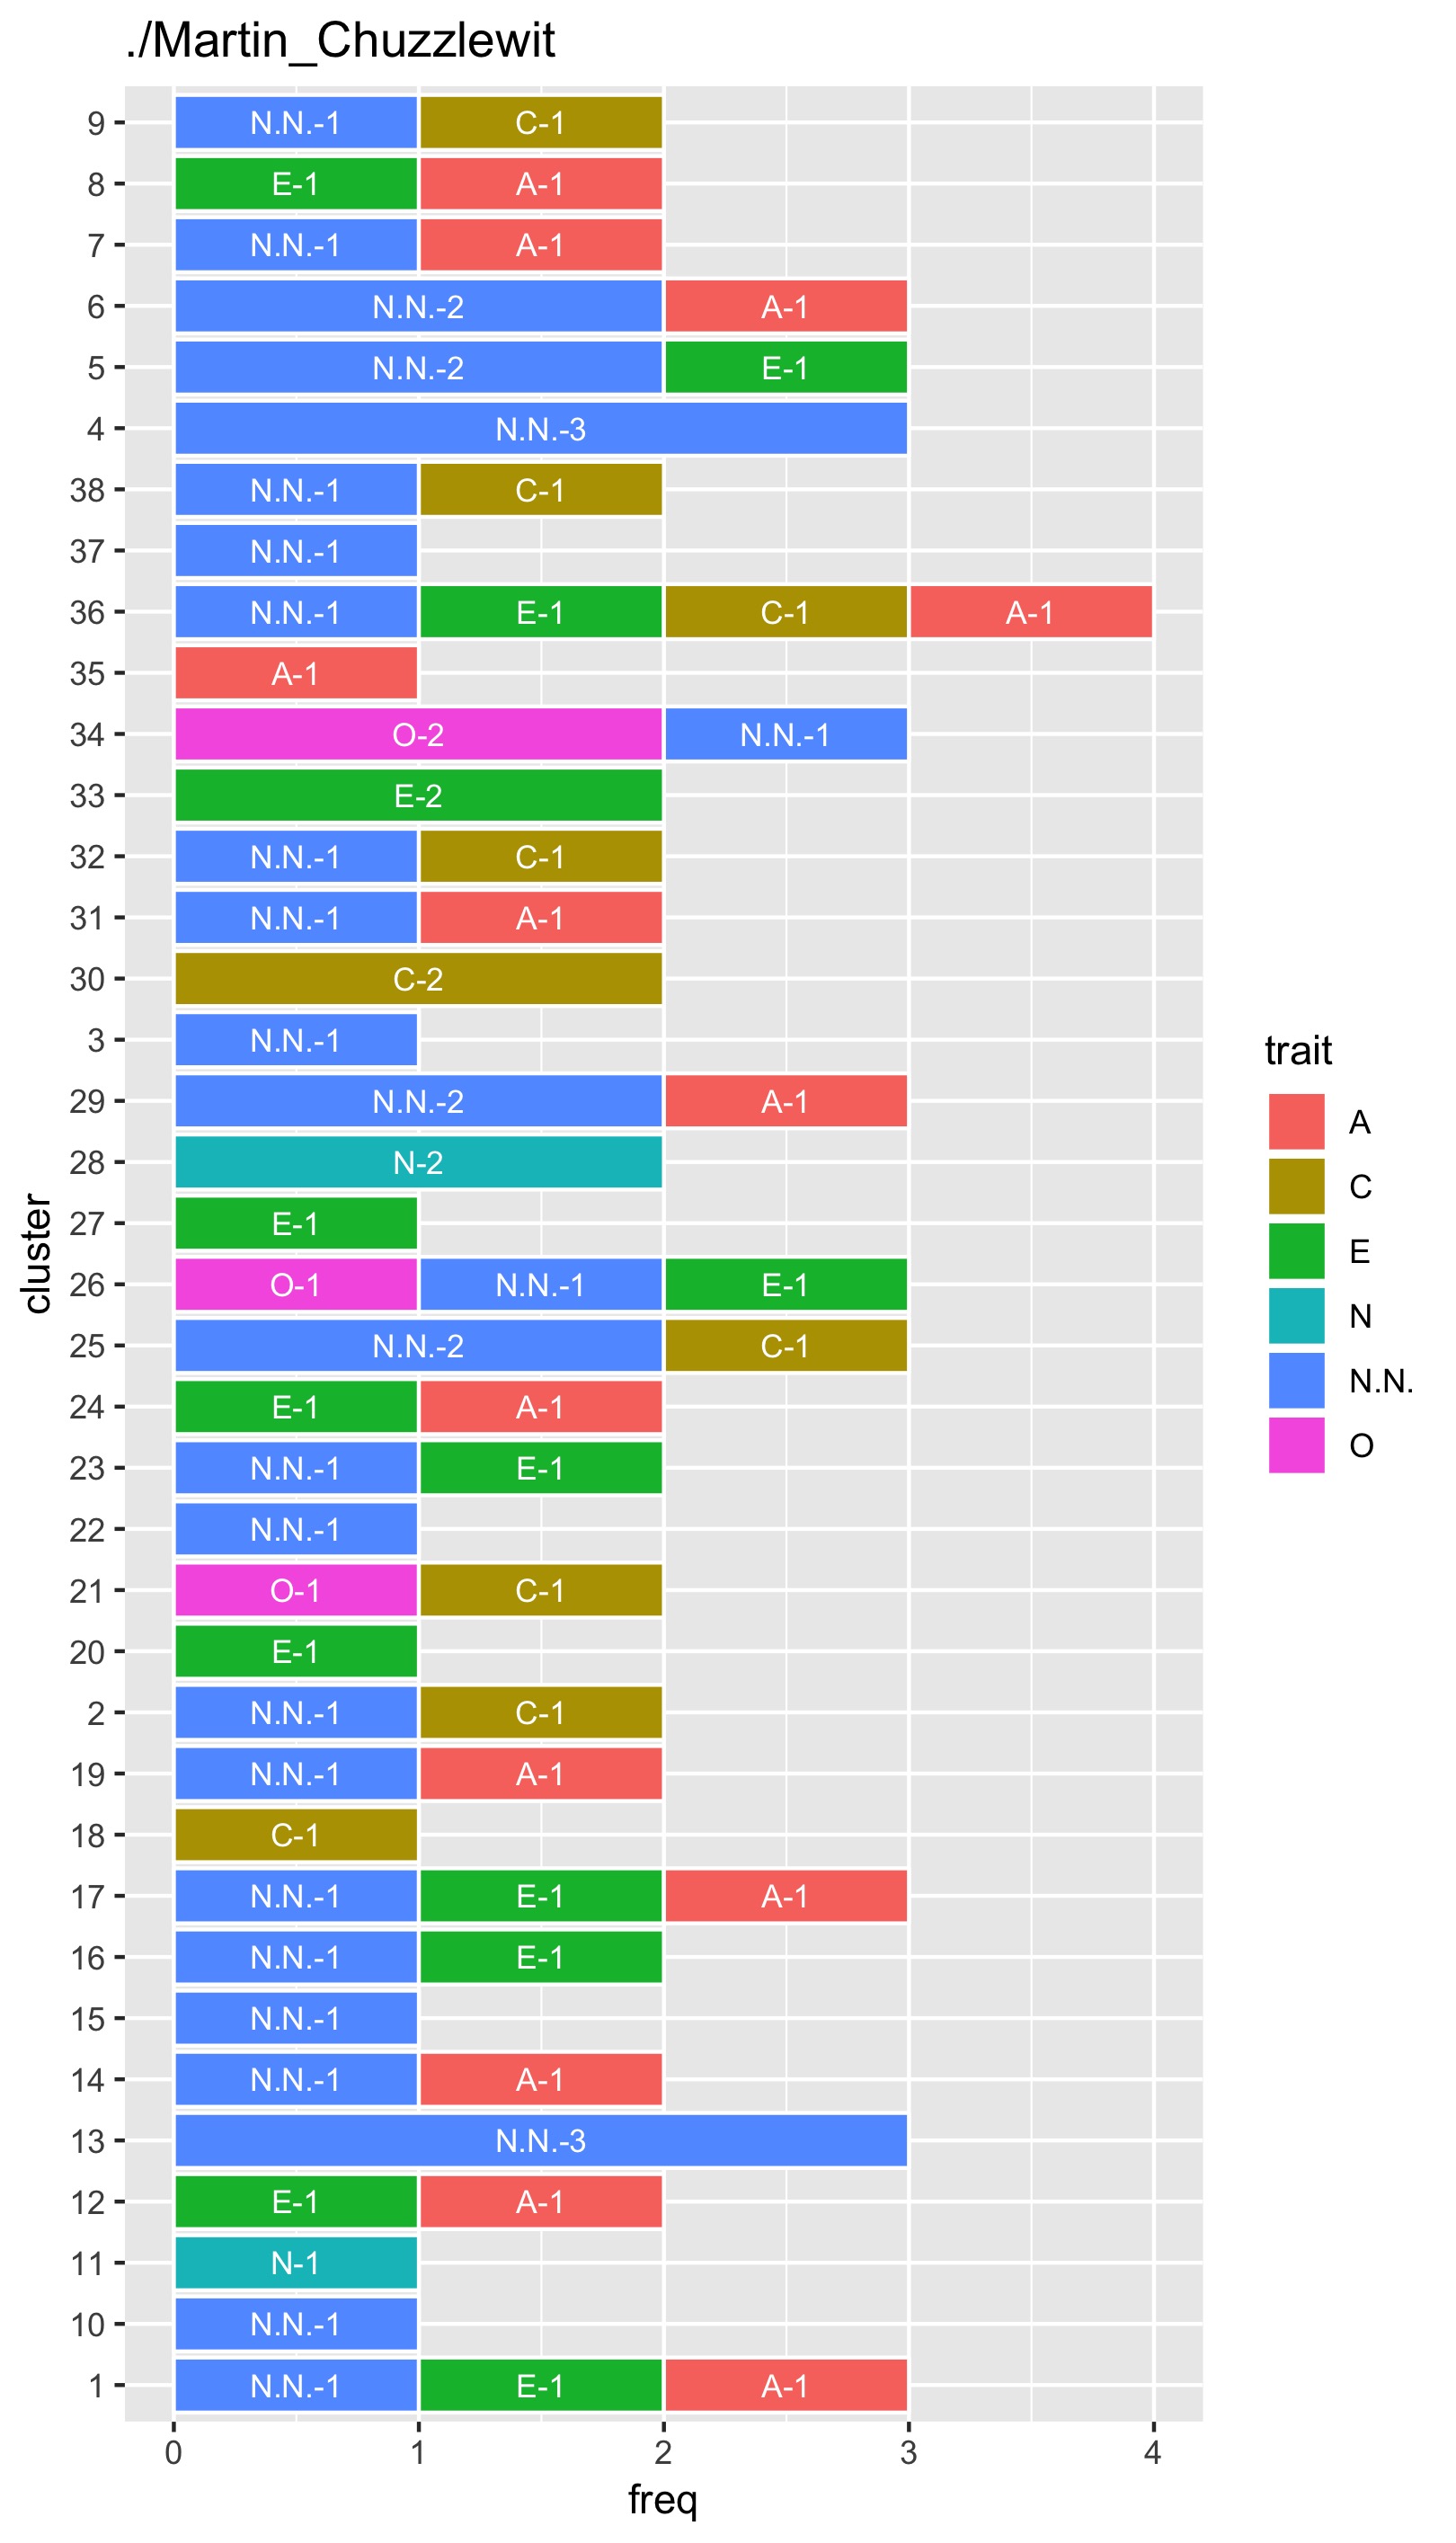 ./Martin_Chuzzlewit
9 N.N.-1 C-1
8 E-1 A-1
7 N.N.-1 A-1
6 N.N.-2 A-1
5 N.N.-2 E-1
4 N.N.-3
38 N.N.-1 C-1
37 N.N.-1
36 N.N.-1 E-1 C-1 A-1
35 A-1
34 O-2 N.N.-1
33 E-2
32 N.N.-1 C-1
31 N.N.-1 A-1
30 C-2
3 N.N.-1
29 N.N.-2 A-1
28 N-2
27 E-1
26 O-1 N.N.-1 E-1
25 N.N.-2 C-1
24 E-1 A-1
23 N.N.-1 E-1
22 N.N.-1
21 O-1 C-1
20 E-1
2 N.N.-1 C-1
19 N.N.-1 A-1
18 C-1
17 N.N.-1 E-1 A-1
16 N.N.-1 E-1
15 N.N.-1
14 N.N.-1 A-1
13 N.N.-3
12 E-1 A-1
11 N-1
10 N.N.-1
1 N.N.-1 E-1 A-1
0 1 2 3 4
freq
cluster
trait
A
C
E
N
N.N.
O